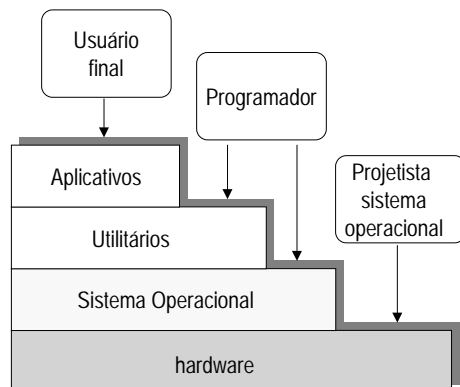 Usuário
final
Programador
Projetista
sistema
operacional
Aplicativos
Utilitários
Sistema Operacional
hardware